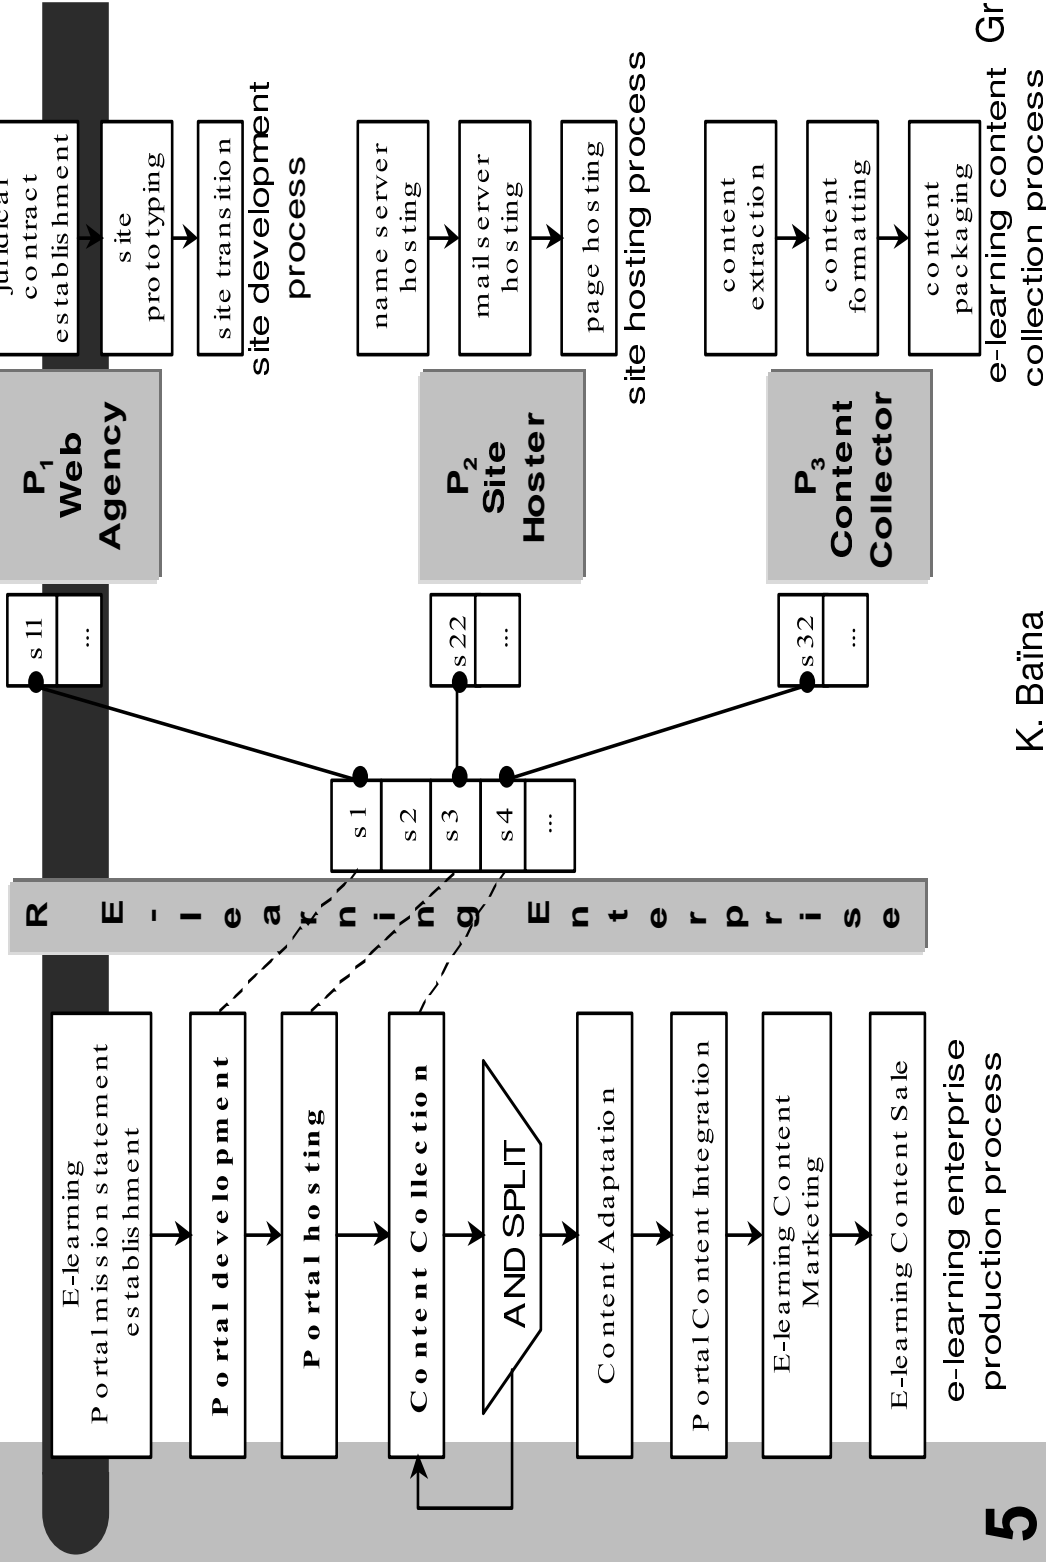 E-learning
Portal mission statement
establishment
Portal development
Portal hosting
Content Collection
AND SPLIT
Content Adaptation
Portal Content Integration
E-learning Content
Marketing
E-learning Content Sale
e-learning enterprise
production process
R E-learning Enterprise
s1
s2
s3
s4
...
s11
...
s22
...
s32
...
P1
Web
Agency
P2
Site
Hoster
P3
Content
Collector
Juridical
contract
establishment
site
prototyping
site transition
site development
process
name server
hosting
mail server
hosting
page hosting
site hosting process
content
extraction
content
formatting
content
packaging
e-learning content
collection process
5
K. Baïna
Gr